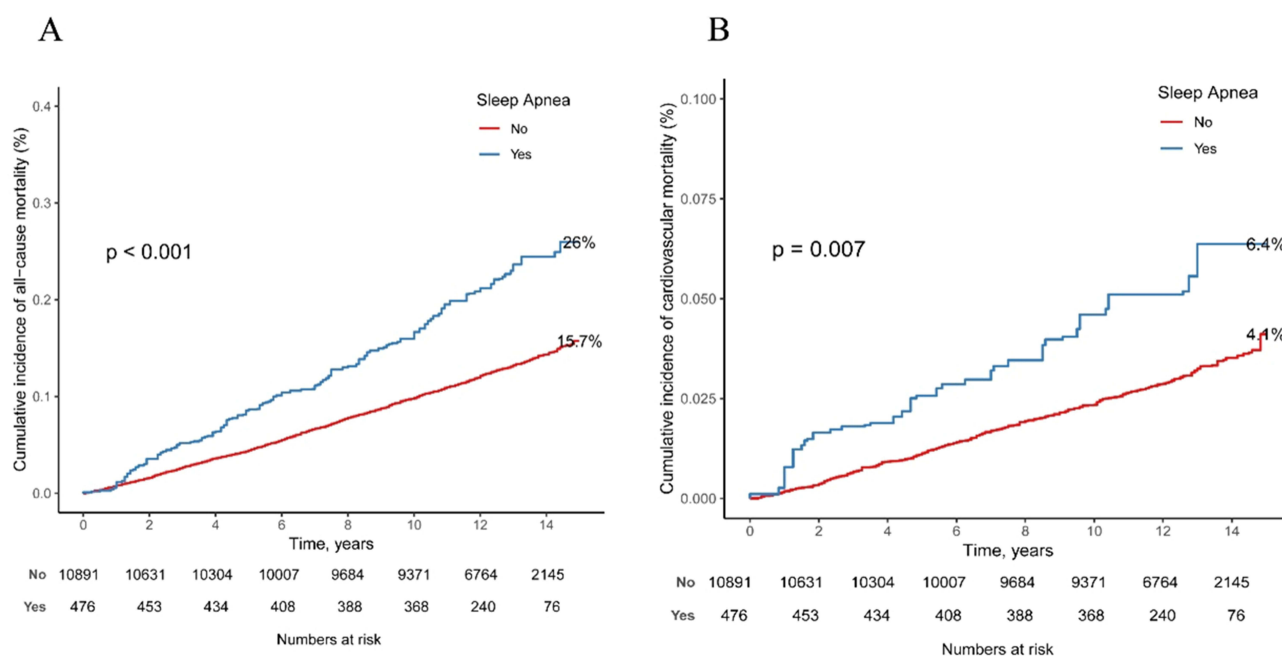 A
Cumulative incidence of all-cause mortality (%)
0.4
0.3
0.2
0.1
0.0
Sleep Apnea
No
Yes
p < 0.001
26%
15.7%
0 2 4 6 8 10 12 14
Time, years
No 10891 10631 10304 10007 9684 9371 6764 2145
Yes 476 453 434 408 388 368 240 76
Numbers at risk
B
Cumulative incidence of cardiovascular mortality (%)
0.100
0.075
0.050
0.025
0.000
Sleep Apnea
No
Yes
p = 0.007
6.4%
4.1%
0 2 4 6 8 10 12 14
Time, years
No 10891 10631 10304 10007 9684 9371 6764 2145
Yes 476 453 434 408 388 368 240 76
Numbers at risk